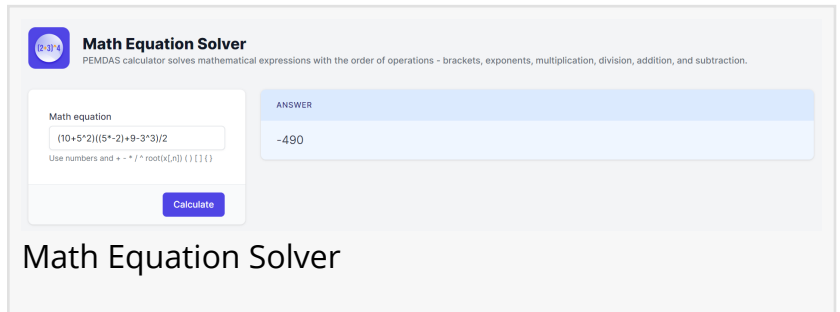 (2-3)^4
Math Equation Solver
PEMDAS calculator solves mathematical expressions with the order of operations - brackets, exponents, multiplication, division, addition, and subtraction.
Math equation
(10+5^2)((5*-2)+9-3^3)/2
Use numbers and + - * / ^ root(x[,n]) ( ) [ ] { }
Calculate
ANSWER
-490
Math Equation Solver